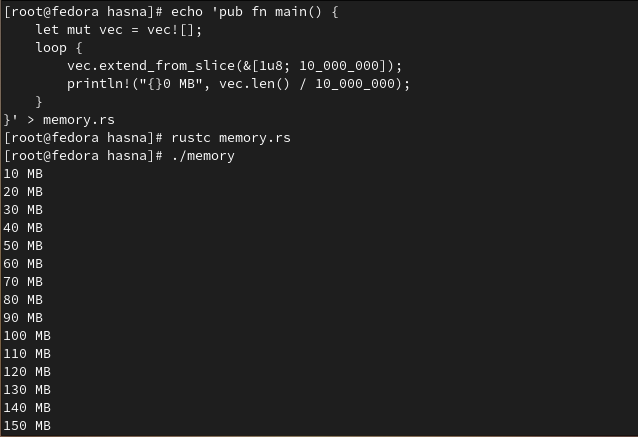 [root@fedora hasna]# echo 'pub fn main() {
    let mut vec = vec![];
    loop {
        vec.extend_from_slice(&[1u8; 10_000_000]);
        println!("{}0 MB", vec.len() / 10_000_000);
    }
}' > memory.rs
[root@fedora hasna]# rustc memory.rs
[root@fedora hasna]# ./memory
10 MB
20 MB
30 MB
40 MB
50 MB
60 MB
70 MB
80 MB
90 MB
100 MB
110 MB
120 MB
130 MB
140 MB
150 MB